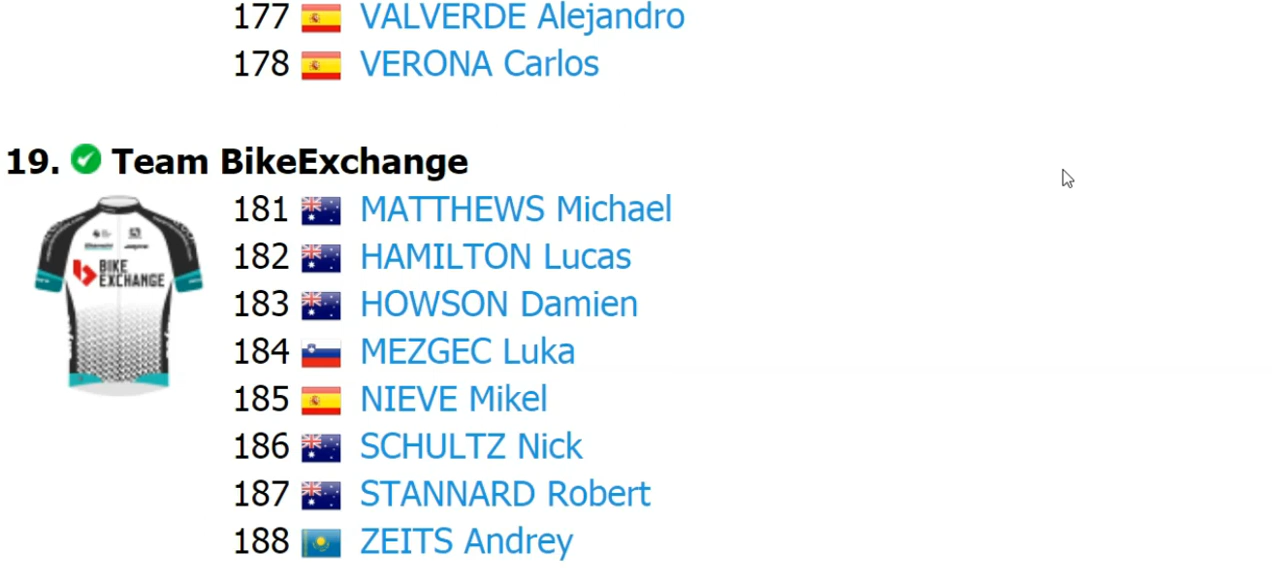 177 VALVERDE Alejandro
178 VERONA Carlos
19. Team BikeExchange
181 MATTHEWS Michael
182 HAMILTON Lucas
183 HOWSON Damien
184 MEZGEC Luka
185 NIEVE Mikel
186 SCHULTZ Nick
187 STANNARD Robert
188 ZEITS Andrey
BIKE
EXCHANGE